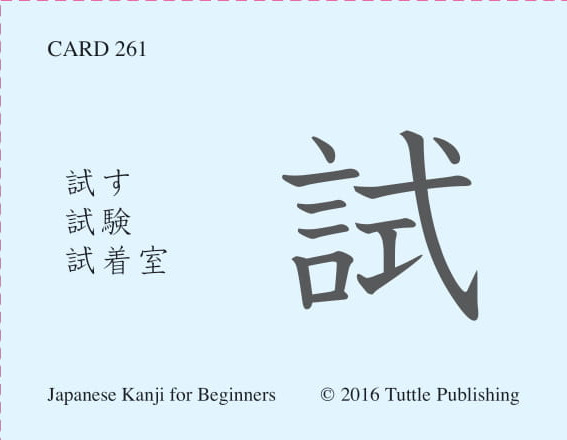 CARD 261
試す
試験
試着室
試
Japanese Kanji for Beginners
© 2016 Tuttle Publishing